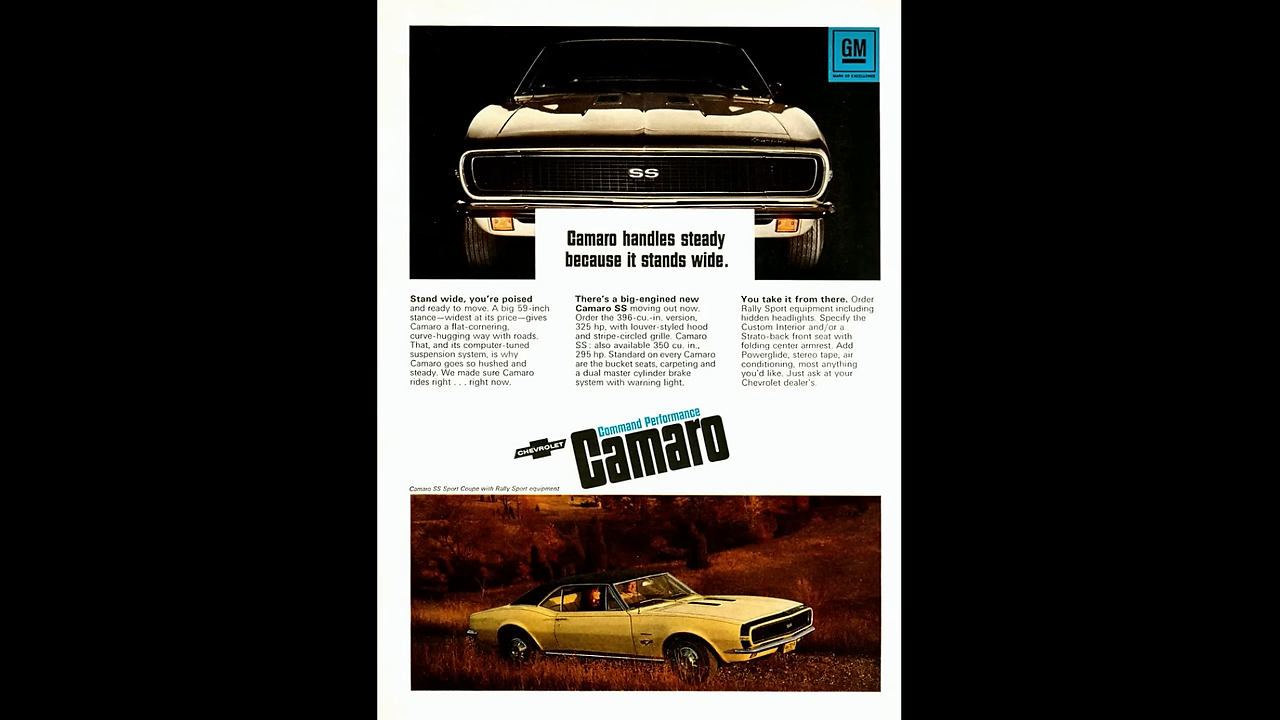 GM
MARK OF EXCELLENCE
SS
Camaro handles steady
because it stands wide.
Stand wide, you're poised
and ready to move. A big 59-inch
stance—widest at its price—gives
Camaro a flat-cornering,
curve-hugging way with roads.
That, and its computer-tuned
suspension system, is why
Camaro goes so hushed and
steady. We made sure Camaro
rides right . . . right now.
There's a big-engined new
Camaro SS moving out now.
Order the 396-cu.-in. version,
325 hp, with louver-styled hood
and stripe-circled grille. Camaro
SS: also available 350 cu. in.,
295 hp. Standard on every Camaro
are the bucket seats, carpeting and
a dual master cylinder brake
system with warning light.
You take it from there. Order
Rally Sport equipment including
hidden headlights. Specify the
Custom Interior and/or a
Strato-back front seat with
folding center armrest. Add
Powerglide, stereo tape, air
conditioning, most anything
you'd like. Just ask at your
Chevrolet dealer's.
Command Performance
CHEVROLET
Camaro
Camaro SS Sport Coupe with Rally Sport equipment